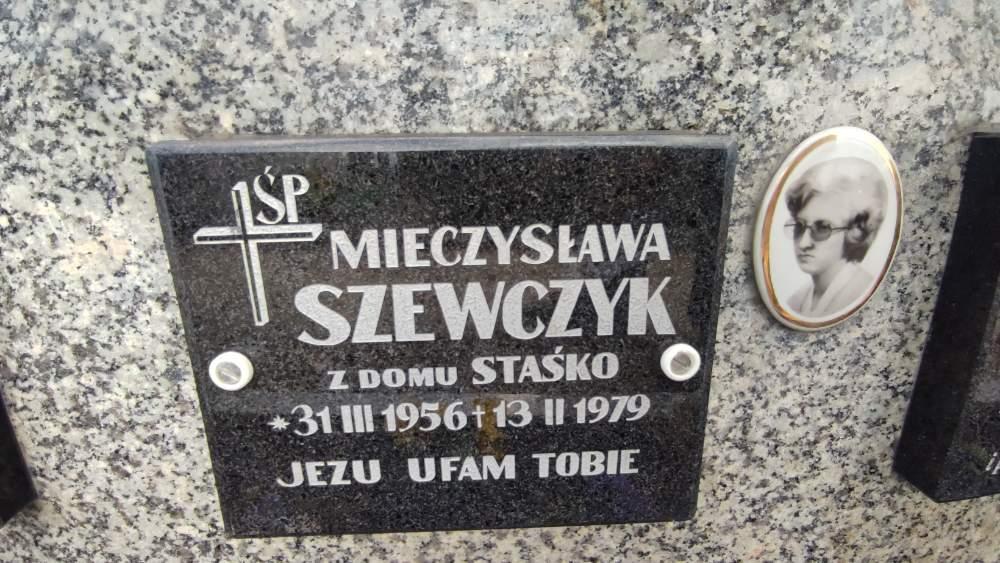 ŚP
MIECZYSŁAWA
SZEWCZYK
Z DOMU STAŚKO
*31 III 1956 † 13 II 1979
JEZU UFAM TOBIE